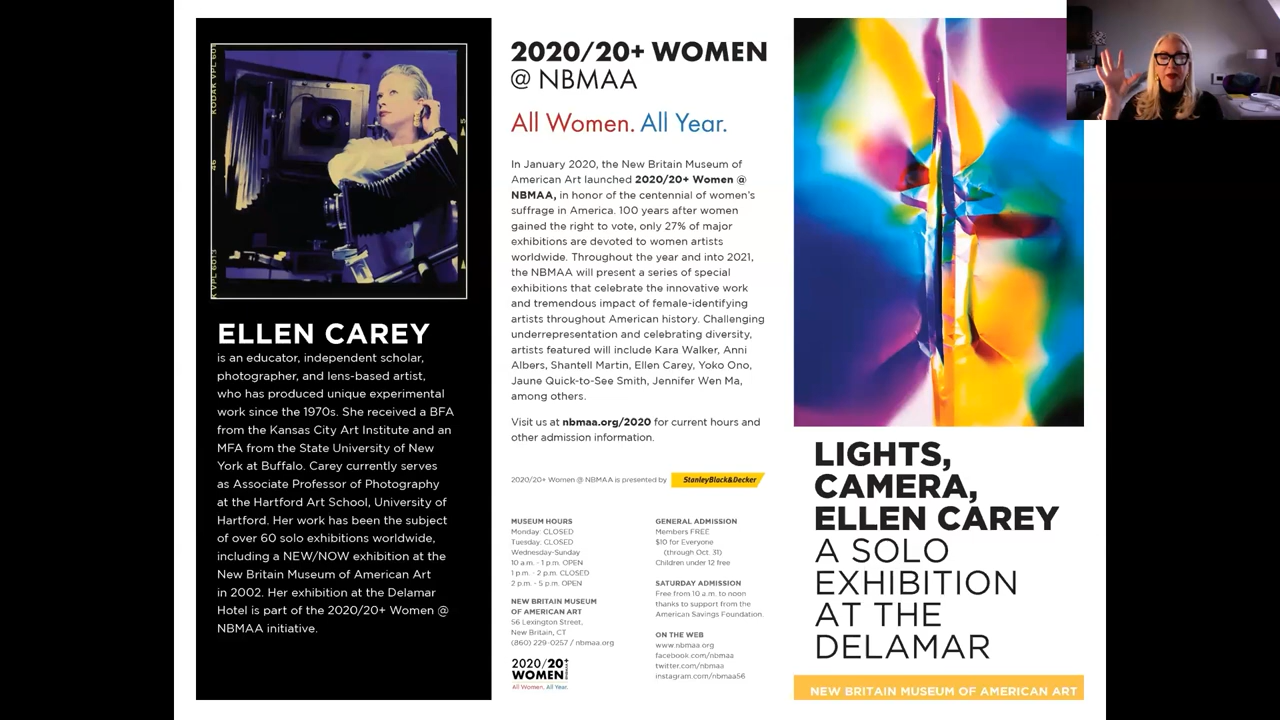 KODAK VPL 601
46
A VPL 6013
5
ELLEN CAREY
is an educator, independent scholar,
photographer, and lens-based artist,
who has produced unique experimental
work since the 1970s. She received a BFA
from the Kansas City Art Institute and an
MFA from the State University of New
York at Buffalo. Carey currently serves
as Associate Professor of Photography
at the Hartford Art School, University of
Hartford. Her work has been the subject
of over 60 solo exhibitions worldwide,
including a NEW/NOW exhibition at the
New Britain Museum of American Art
in 2002. Her exhibition at the Delamar
Hotel is part of the 2020/20+ Women @
NBMAA initiative.
2020/20+ WOMEN
@ NBMAA
All Women. All Year.
In January 2020, the New Britain Museum of
American Art launched 2020/20+ Women @
NBMAA, in honor of the centennial of women's
suffrage in America. 100 years after women
gained the right to vote, only 27% of major
exhibitions are devoted to women artists
worldwide. Throughout the year and into 2021,
the NBMAA will present a series of special
exhibitions that celebrate the innovative work
and tremendous impact of female-identifying
artists throughout American history. Challenging
underrepresentation and celebrating diversity,
artists featured will include Kara Walker, Anni
Albers, Shantell Martin, Ellen Carey, Yoko Ono,
Jaune Quick-to-See Smith, Jennifer Wen Ma,
among others.
Visit us at nbmaa.org/2020 for current hours and
other admission information.
2020/20+ Women @ NBMAA is presented by StanleyBlack&Decker
MUSEUM HOURS
Monday: CLOSED
Tuesday: CLOSED
Wednesday-Sunday
10 a.m. - 1 p.m. OPEN
1 p.m. - 2 p.m. CLOSED
2 p.m. - 5 p.m. OPEN
NEW BRITAIN MUSEUM
OF AMERICAN ART
56 Lexington Street,
New Britain, CT
(860) 229-0257 / nbmaa.org
2020/20+
WOMEN
All Women. All Year.
GENERAL ADMISSION
Members FREE
$10 for Everyone
(through Oct. 31)
Children under 12 free
SATURDAY ADMISSION
Free from 10 a.m. to noon
thanks to support from the
American Savings Foundation.
ON THE WEB
www.nbmaa.org
facebook.com/nbmaa
twitter.com/nbmaa
instagram.com/nbmaa56
LIGHTS,
CAMERA,
ELLEN CAREY
A SOLO
EXHIBITION
AT THE
DELAMAR
NEW BRITAIN MUSEUM OF AMERICAN ART